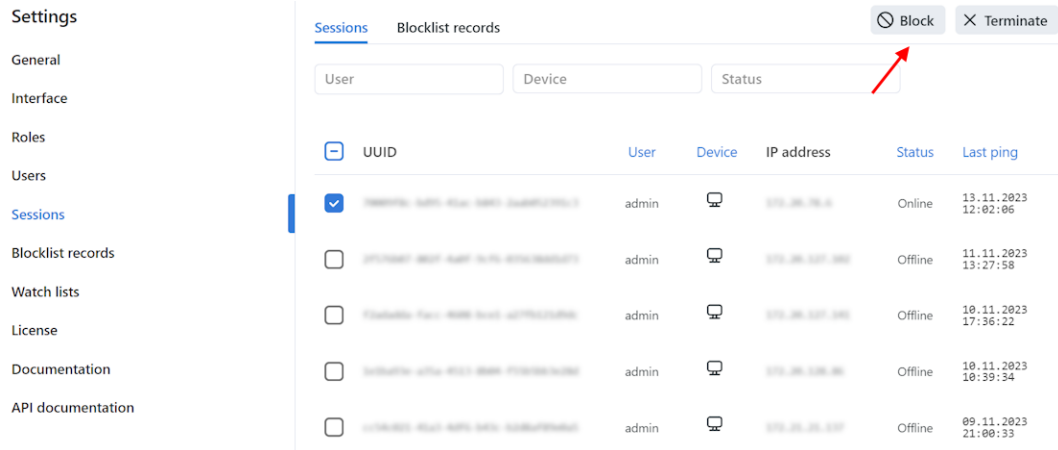 Settings
General
Interface
Roles
Users
Sessions
Blocklist records
Watch lists
License
Documentation
API documentation
Sessions Blocklist records
Block Terminate
User Device Status
UUID User Device IP address Status Last ping
admin Online 13.11.2023
12:02:06
admin Offline 11.11.2023
13:27:58
admin Offline 10.11.2023
17:36:22
admin Offline 10.11.2023
10:39:34
admin Offline 09.11.2023
21:00:33